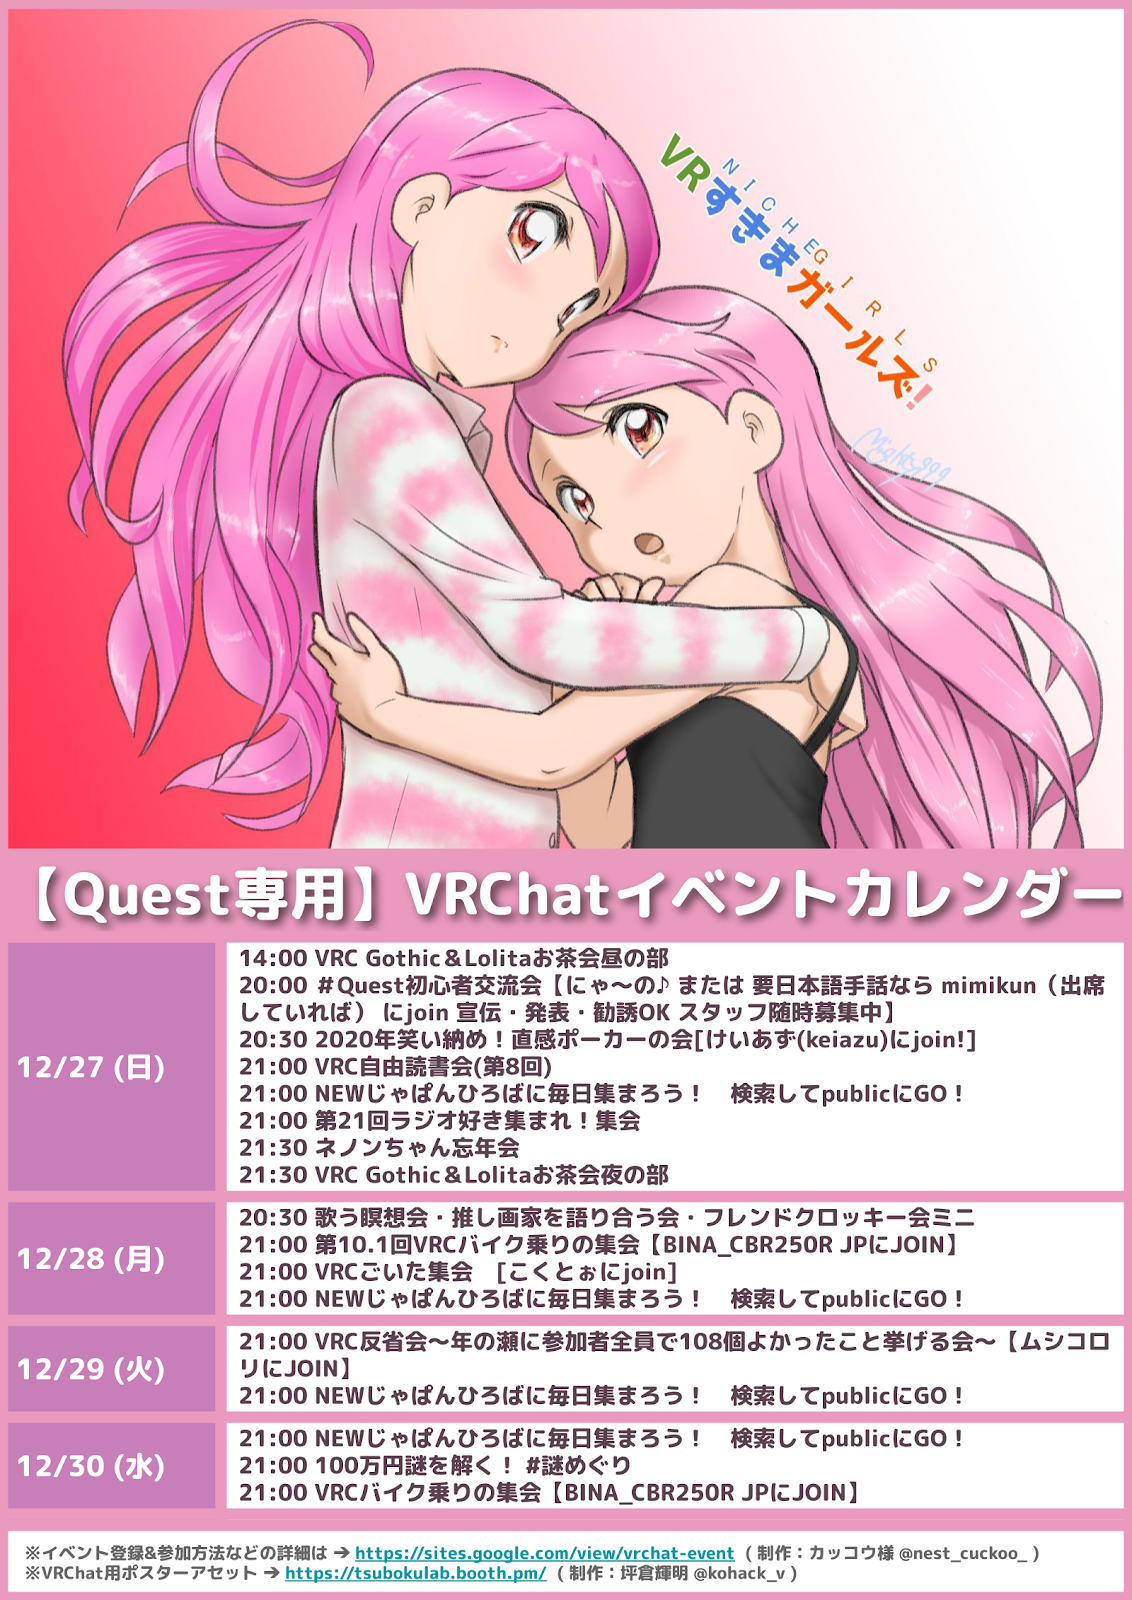 NICHE GIRLS
VRすきまガールズ!
Mighty999
【Quest専用】VRChatイベントカレンダー
12/27 (日)
14:00 VRC Gothic＆Lolitaお茶会昼の部
20:00 ＃Quest初心者交流会【にゃ～の♪ または 要日本語手話なら mimikun（出席
していれば） にjoin 宣伝・発表・勧誘OK スタッフ随時募集中】
20:30 2020年笑い納め！直感ポーカーの会[けいあず(keiazu)にjoin!]
21:00 VRC自由読書会(第8回)
21:00 NEWじゃぱんひろばに毎日集まろう！　検索してpublicにGO！
21:00 第21回ラジオ好き集まれ！集会
21:30 ネノンちゃん忘年会
21:30 VRC Gothic＆Lolitaお茶会夜の部
12/28 (月)
20:30 歌う瞑想会・推し画家を語り合う会・フレンドクロッキー会ミニ
21:00 第10.1回VRCバイク乗りの集会【BINA_CBR250R JPにJOIN】
21:00 VRCごいた集会　[こくとぉにjoin]
21:00 NEWじゃぱんひろばに毎日集まろう！　検索してpublicにGO！
12/29 (火)
21:00 VRC反省会～年の瀬に参加者全員で108個よかったこと挙げる会～【ムシコロ
リにJOIN】
21:00 NEWじゃぱんひろばに毎日集まろう！　検索してpublicにGO！
12/30 (水)
21:00 NEWじゃぱんひろばに毎日集まろう！　検索してpublicにGO！
21:00 100万円謎を解く！ #謎めぐり
21:00 VRCバイク乗りの集会【BINA_CBR250R JPにJOIN】
※イベント登録&参加方法などの詳細は ➔ https://sites.google.com/view/vrchat-event （ 制作：カッコウ様 @nest_cuckoo_ ）
※VRChat用ポスターアセット ➔ https://tsubokulab.booth.pm/ （ 制作：坪倉輝明 @kohack_v ）